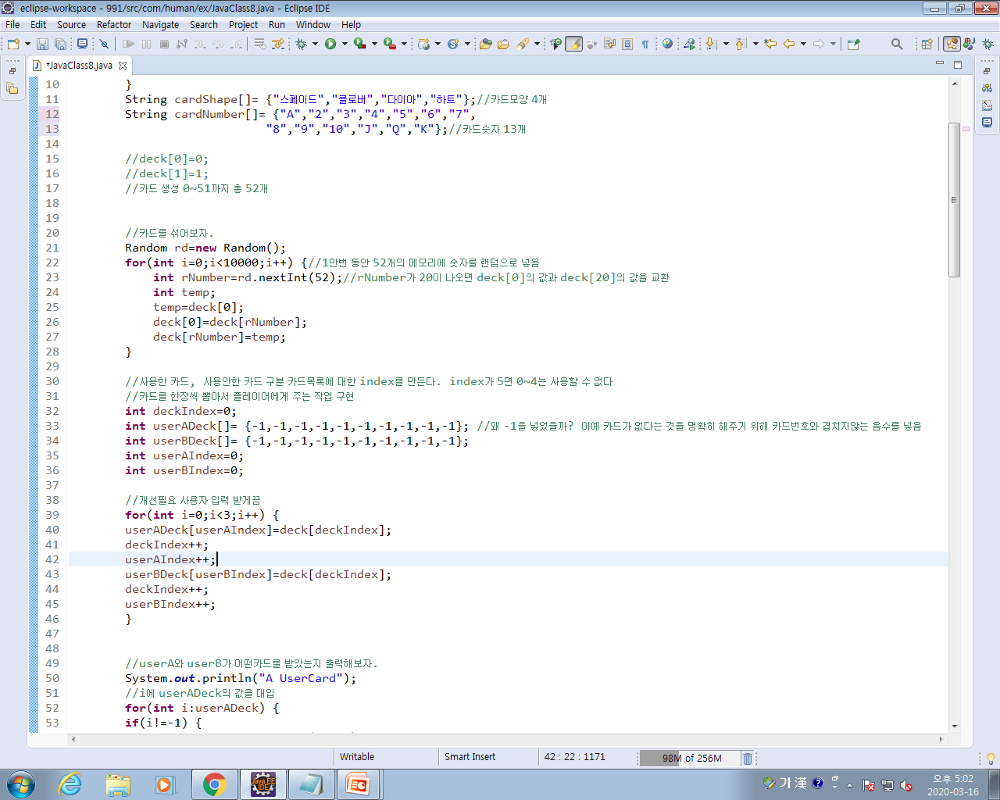 eclipse-workspace - 991/src/com/human/ex/JavaClass8.java - Eclipse IDE
File Edit Source Refactor Navigate Search Project Run Window Help
*JavaClass8.java
10 }
11 String cardShape[]= {"스페이드","클로버","다이아","하트"};//카드모양 4개
12 String cardNumber[]= {"A","2","3","4","5","6","7",
13 "8","9","10","J","Q","K"};//카드숫자 13개
14
15 //deck[0]=0;
16 //deck[1]=1;
17 //카드 생성 0~51까지 총 52개
18
19
20 //카드를 섞어보자.
21 Random rd=new Random();
22 for(int i=0;i<10000;i++) {//1만번 동안 52개의 메모리에 숫자를 랜덤으로 넣음
23 int rNumber=rd.nextInt(52);//rNumber가 20이 나오면 deck[0]의 값과 deck[20]의 값을 교환
24 int temp;
25 temp=deck[0];
26 deck[0]=deck[rNumber];
27 deck[rNumber]=temp;
28 }
29
30 //사용한 카드, 사용안한 카드 구분 카드목록에 대한 index를 만든다. index가 5면 0~4는 사용할 수 없다
31 //카드를 한장씩 뽑아서 플레이어에게 주는 작업 구현
32 int deckIndex=0;
33 int userADeck[]= {-1,-1,-1,-1,-1,-1,-1,-1,-1,-1}; //왜 -1을 넣었을까? 아예 카드가 없다는 것을 명확히 해주기 위해 카드번호와 겹치지않는 음수를 넣음
34 int userBDeck[]= {-1,-1,-1,-1,-1,-1,-1,-1,-1,-1};
35 int userAIndex=0;
36 int userBIndex=0;
37
38 //개선필요 사용자 입력 받게끔
39 for(int i=0;i<3;i++) {
40 userADeck[userAIndex]=deck[deckIndex];
41 deckIndex++;
42 userAIndex++;
43 userBDeck[userBIndex]=deck[deckIndex];
44 deckIndex++;
45 userBIndex++;
46 }
47
48
49 //userA와 userB가 어떤카드를 받았는지 출력해보자.
50 System.out.println("A UserCard");
51 //i에 userADeck의 값을 대입
52 for(int i:userADeck) {
53 if(i!=-1) {
Writable Smart Insert 42 : 22 : 1171 98M of 256M
Java EE IDE
가 漢
오후 5:02
2020-03-16